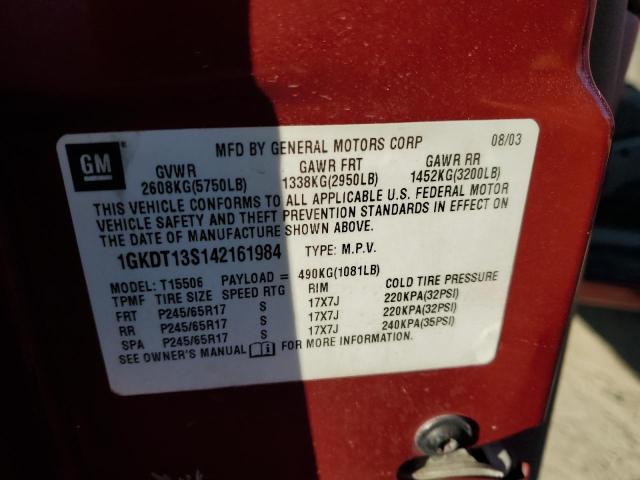 GM
MFD BY GENERAL MOTORS CORP 08/03
GVWR GAWR FRT GAWR RR
2608KG(5750LB) 1338KG(2950LB) 1452KG(3200LB)
THIS VEHICLE CONFORMS TO ALL APPLICABLE U.S. FEDERAL MOTOR
VEHICLE SAFETY AND THEFT PREVENTION STANDARDS IN EFFECT ON
THE DATE OF MANUFACTURE SHOWN ABOVE.
1GKDT13S142161984 TYPE: M.P.V.
MODEL: T15506 PAYLOAD = 490KG(1081LB)
TPMF TIRE SIZE SPEED RTG RIM COLD TIRE PRESSURE
FRT P245/65R17 S 17X7J 220KPA(32PSI)
RR P245/65R17 S 17X7J 220KPA(32PSI)
SPA P245/65R17 S 17X7J 240KPA(35PSI)
SEE OWNER'S MANUAL FOR MORE INFORMATION.